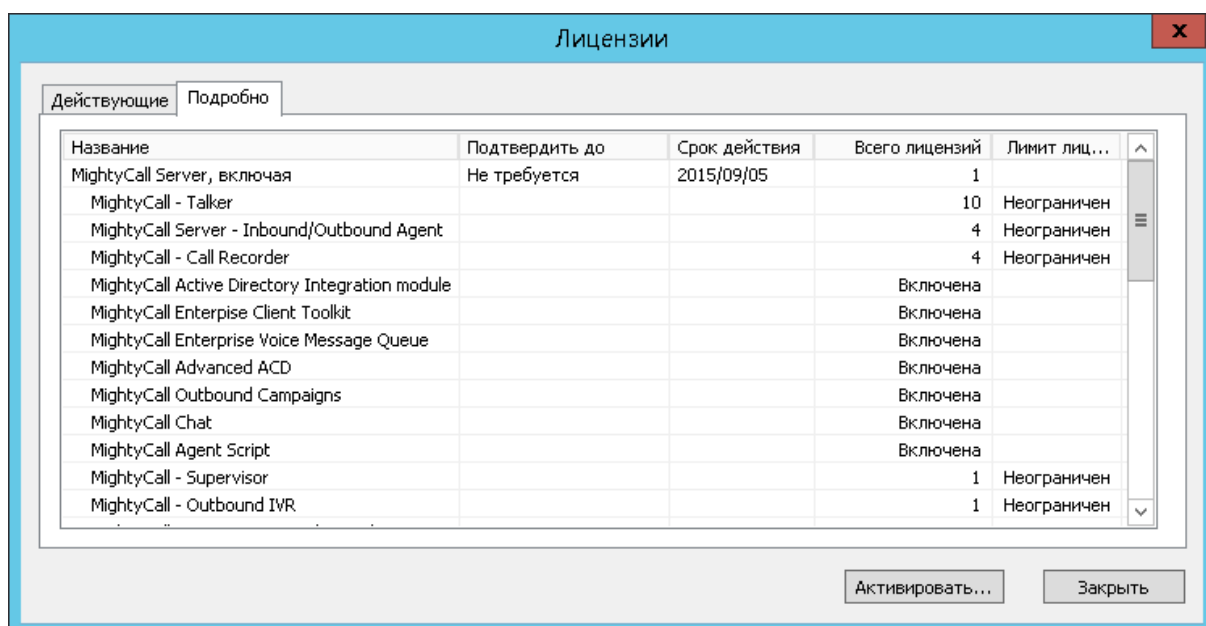 Лицензии
x
Действующие Подробно
Название Подтвердить до Срок действия Всего лицензий Лимит лиц...
MightyCall Server, включая Не требуется 2015/09/05 1
MightyCall - Talker 10 Неограничен
MightyCall Server - Inbound/Outbound Agent 4 Неограничен
MightyCall - Call Recorder 4 Неограничен
MightyCall Active Directory Integration module Включена
MightyCall Enterpise Client Toolkit Включена
MightyCall Enterprise Voice Message Queue Включена
MightyCall Advanced ACD Включена
MightyCall Outbound Campaigns Включена
MightyCall Chat Включена
MightyCall Agent Script Включена
MightyCall - Supervisor 1 Неограничен
MightyCall - Outbound IVR 1 Неограничен
Активировать... Закрыть